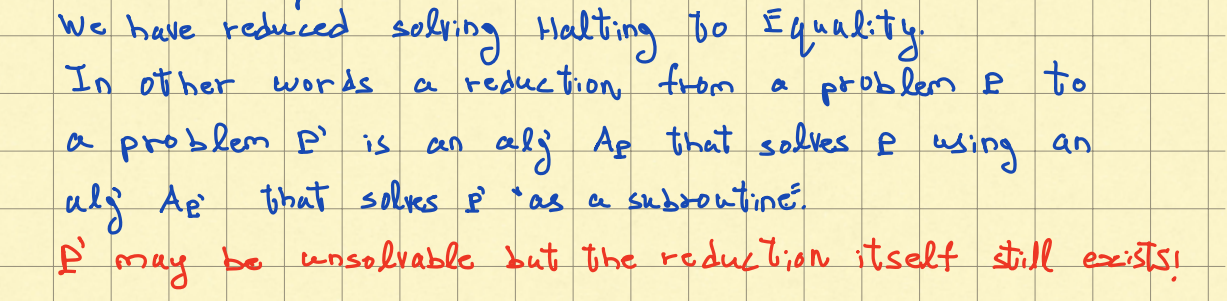 We have reduced solving Halting to Equality.
In other words a reduction from a problem P to
a problem P' is an alg' A_P that solves P using an
alg' A_P' that solves P' "as a subroutine".
P' may be unsolvable but the reduction itself still exists!